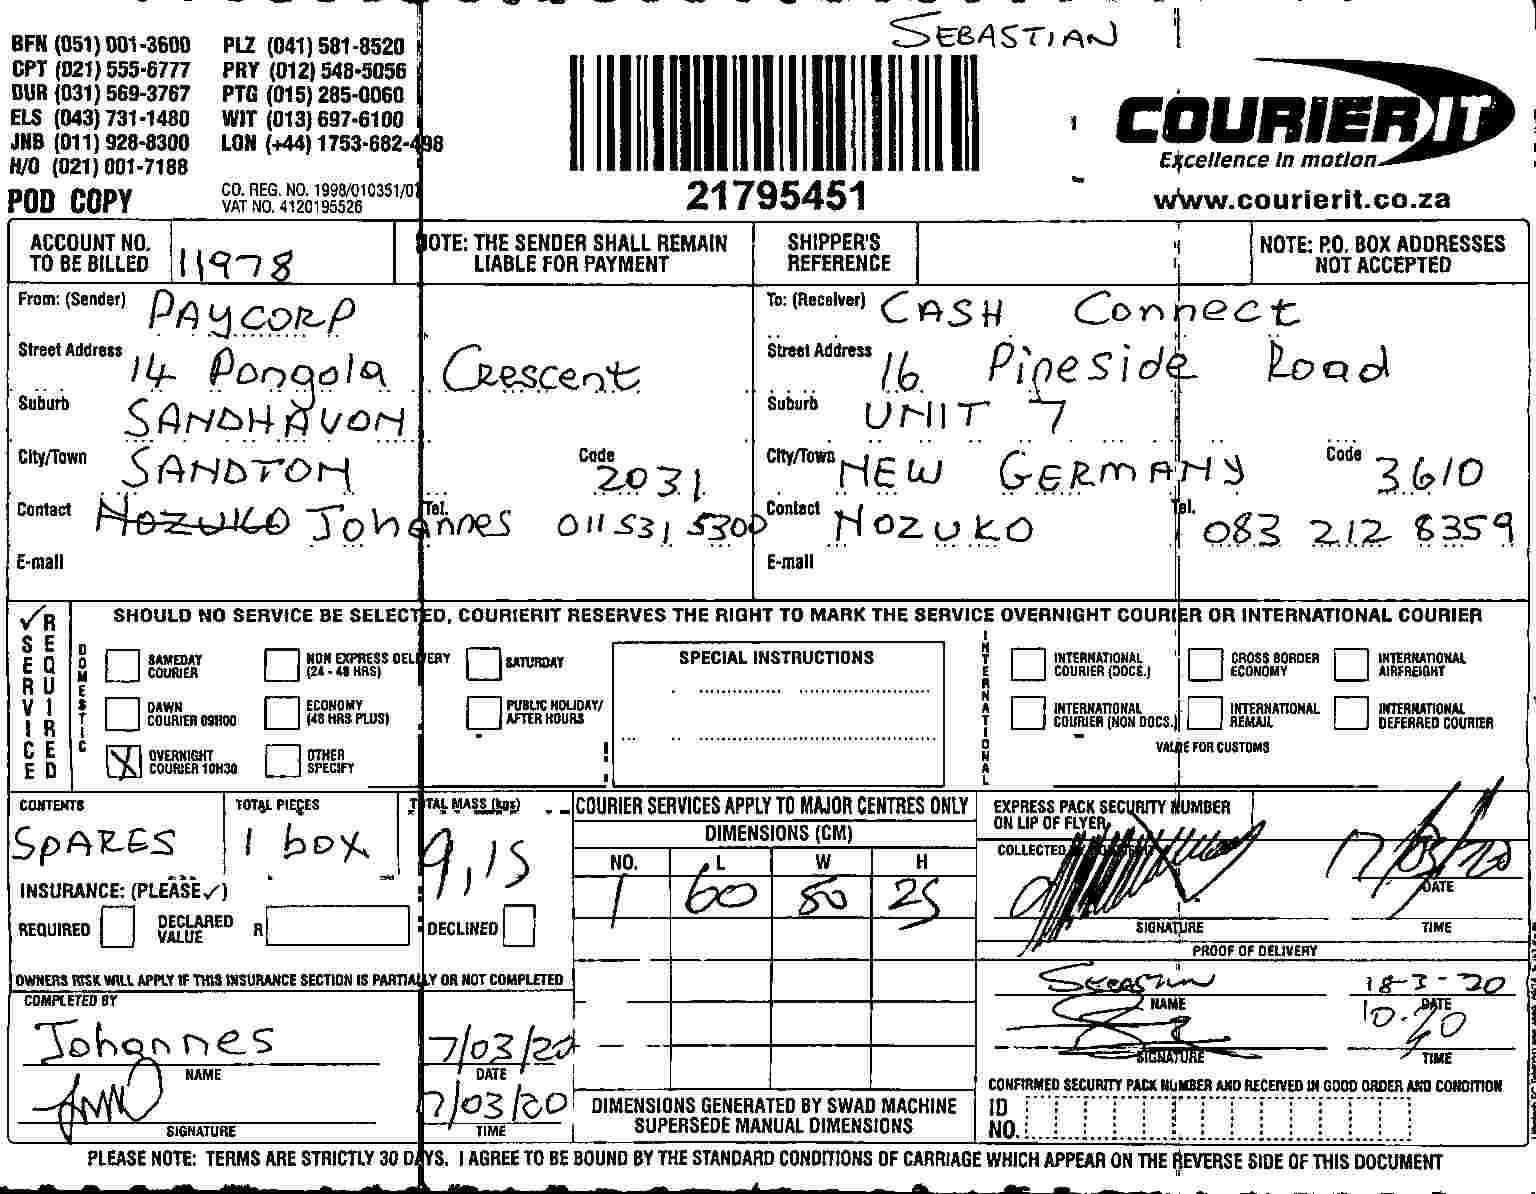 SEBASTIAN
BFN (051) 001-3600 PLZ (041) 581-8520
CPT (021) 555-6777 PRY (012) 548-5056
DUR (031) 569-3767 PTG (015) 285-0060
ELS (043) 731-1480 WIT (013) 697-6100
JNB (011) 928-8300 LON (+44) 1753-682-498
H/O (021) 001-7188
POD COPY
CO. REG. NO. 1998/010351/07
VAT NO. 4120195526
21795451
COURIER IT
Excellence in motion
www.courierit.co.za
ACCOUNT NO. TO BE BILLED 11978
NOTE: THE SENDER SHALL REMAIN LIABLE FOR PAYMENT
SHIPPER'S REFERENCE
NOTE: P.O. BOX ADDRESSES NOT ACCEPTED
From: (Sender) PAYCORP
Street Address 14 Pongola Crescent
Suburb SANDHAVON
City/Town SANDTON Code 2031
Contact NOZUKO Johannes Tel. 011 531 5300
E-mail
To: (Receiver) CASH Connect
Street Address 16 Pineside Road
Suburb UNIT 7
City/Town NEW GERMANY Code 3610
Contact NOZUKO Tel. 083 212 8359
E-mail
SERVICE REQUIRED
SHOULD NO SERVICE BE SELECTED, COURIERIT RESERVES THE RIGHT TO MARK THE SERVICE OVERNIGHT COURIER OR INTERNATIONAL COURIER
DOMESTIC
SAMEDAY COURIER
NON EXPRESS DELIVERY (24 - 48 HRS)
SATURDAY
DAWN COURIER 09H00
ECONOMY (48 HRS PLUS)
PUBLIC HOLIDAY/ AFTER HOURS
OVERNIGHT COURIER 10H30
OTHER SPECIFY
SPECIAL INSTRUCTIONS
INTERNATIONAL
INTERNATIONAL COURIER (DOCS.)
CROSS BORDER ECONOMY
INTERNATIONAL AIRFREIGHT
INTERNATIONAL COURIER (NON DOCS.)
INTERNATIONAL REMAIL
INTERNATIONAL DEFERRED COURIER
VALUE FOR CUSTOMS
CONTENTS SPARES
TOTAL PIECES 1 box
TOTAL MASS (kgs) 9,15
INSURANCE: (PLEASE ✓)
REQUIRED
DECLARED VALUE R
DECLINED
OWNERS RISK WILL APPLY IF THIS INSURANCE SECTION IS PARTIALLY OR NOT COMPLETED
COMPLETED BY
Johannes
NAME
7/03/20
DATE
SIGNATURE
7/03/20
TIME
COURIER SERVICES APPLY TO MAJOR CENTRES ONLY
DIMENSIONS (CM)
NO. L W H
1 60 50 25
DIMENSIONS GENERATED BY SWAD MACHINE SUPERSEDE MANUAL DIMENSIONS
EXPRESS PACK SECURITY NUMBER ON LIP OF FLYER
COLLECTED
17/03/20
DATE
SIGNATURE
TIME
PROOF OF DELIVERY
Sebastian
NAME
18-3-20
DATE
SIGNATURE
TIME
CONFIRMED SECURITY PACK NUMBER AND RECEIVED IN GOOD ORDER AND CONDITION
ID NO.
PLEASE NOTE: TERMS ARE STRICTLY 30 DAYS. I AGREE TO BE BOUND BY THE STANDARD CONDITIONS OF CARRIAGE WHICH APPEAR ON THE REVERSE SIDE OF THIS DOCUMENT